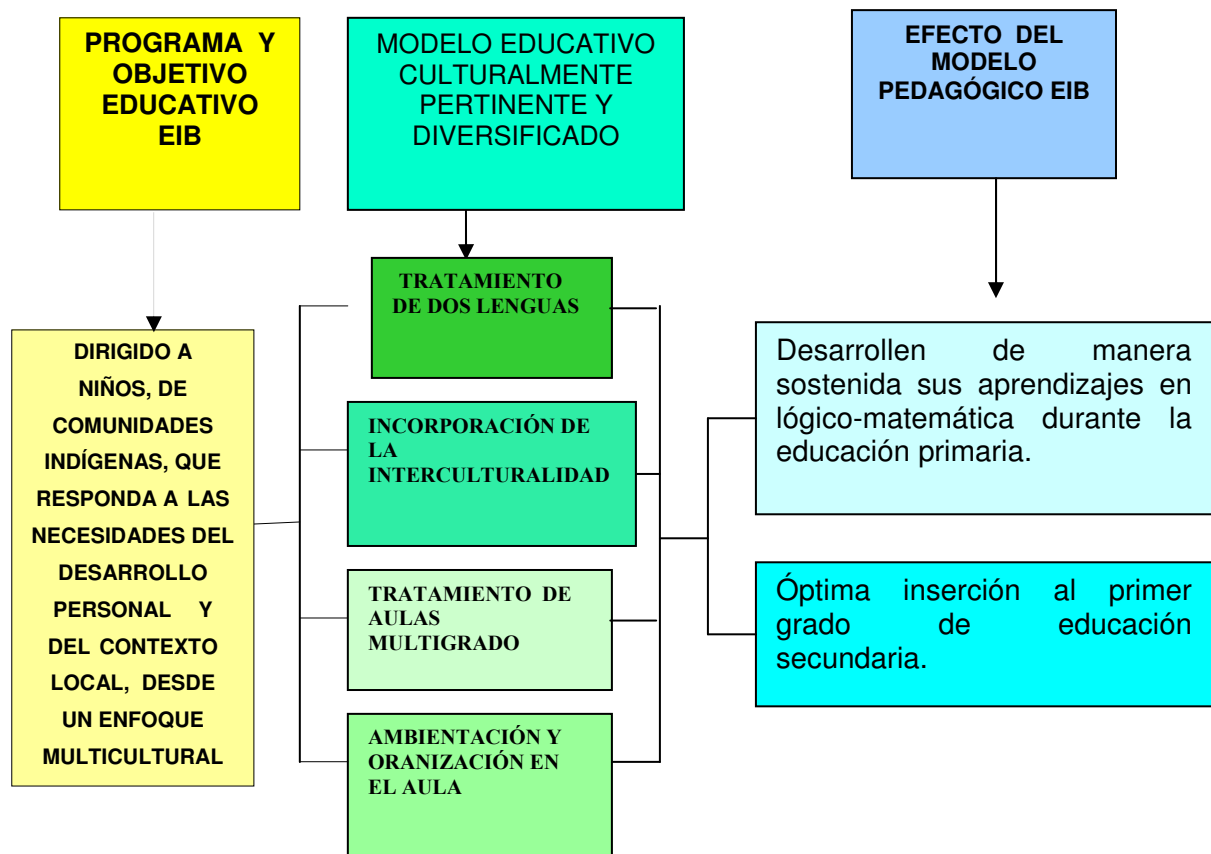 PROGRAMA Y
OBJETIVO
EDUCATIVO
EIB
MODELO EDUCATIVO
CULTURALMENTE
PERTINENTE Y
DIVERSIFICADO
EFECTO DEL
MODELO
PEDAGÓGICO EIB
DIRIGIDO A
NIÑOS, DE
COMUNIDADES
INDÍGENAS, QUE
RESPONDA A LAS
NECESIDADES DEL
DESARROLLO
PERSONAL Y
DEL CONTEXTO
LOCAL, DESDE
UN ENFOQUE
MULTICULTURAL
TRATAMIENTO
DE DOS LENGUAS
INCORPORACIÓN DE
LA
INTERCULTURALIDAD
TRATAMIENTO DE
AULAS
MULTIGRADO
AMBIENTACIÓN Y
ORANIZACIÓN EN
EL AULA
Desarrollen de manera
sostenida sus aprendizajes en
lógico-matemática durante la
educación primaria.
Óptima inserción al primer
grado de educación
secundaria.